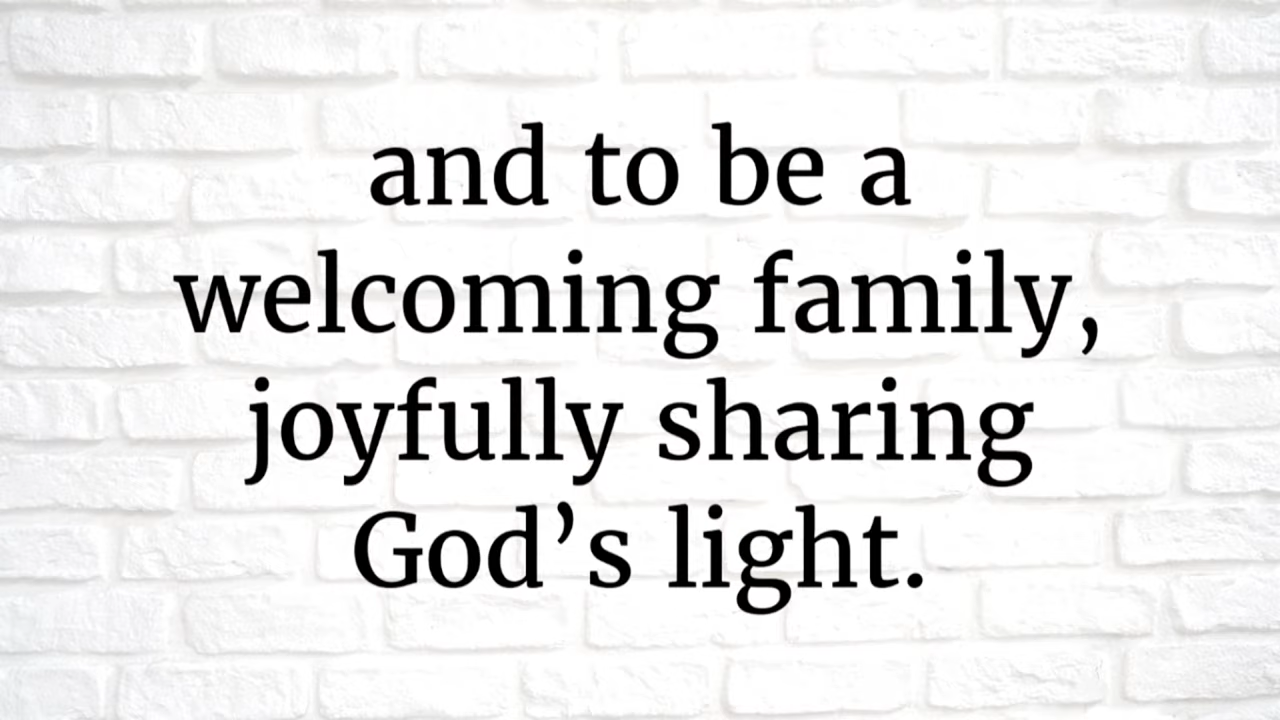 and to be a
welcoming family,
joyfully sharing
God’s light.